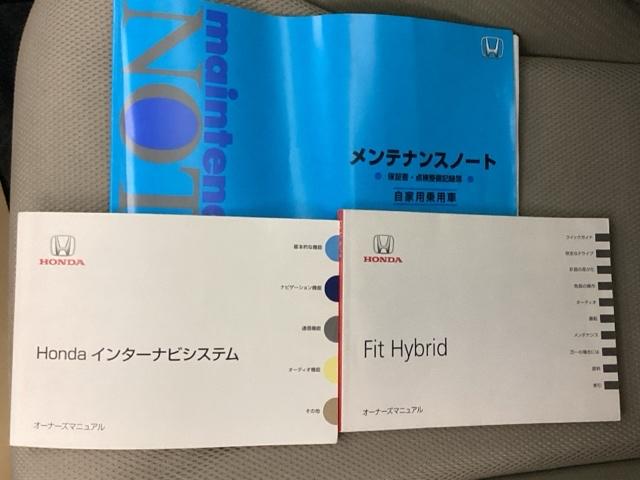 maintenance
NOT
メンテナンスノート
保証書・点検整備記録簿
自家用乗用車
HONDA
基本的な機能
ナビゲーション機能
通信機能
オーディオ機能
その他
Honda インターナビシステム
オーナーズマニュアル
HONDA
クイックガイド
安全なドライブ
計器の見かた
各部の操作
オーディオ
運転
メンテナンス
万一の場合には
資料
索引
Fit Hybrid
オーナーズマニュアル